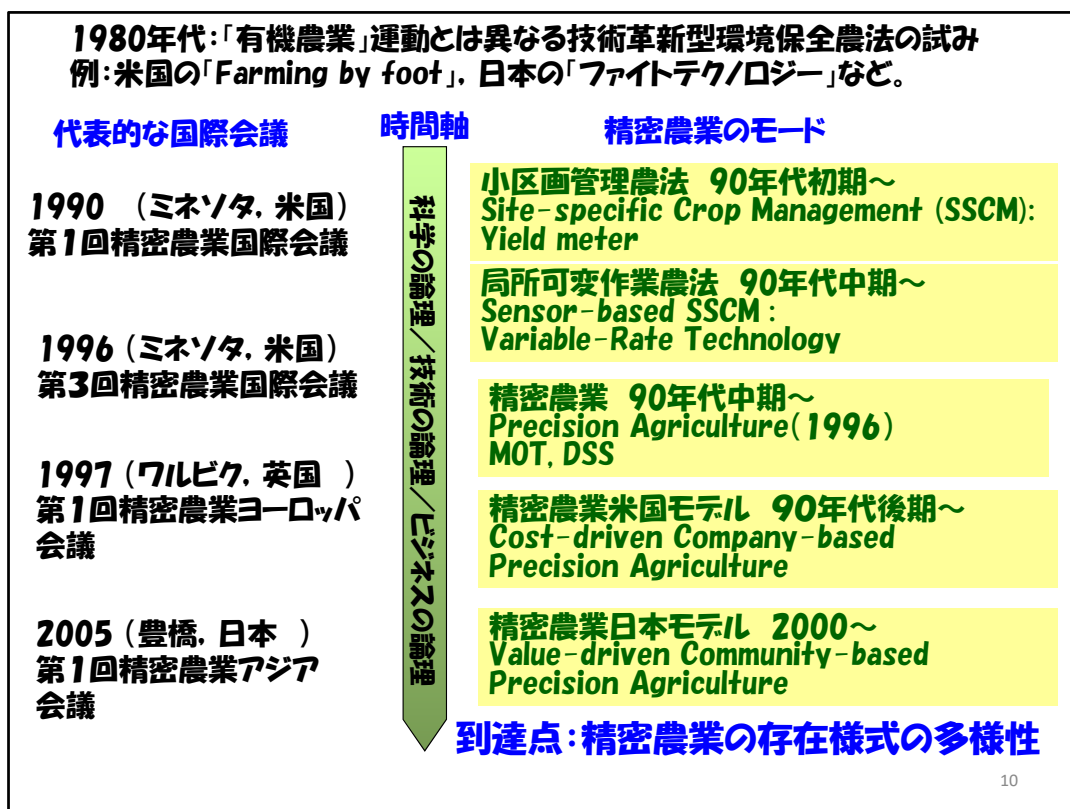 1980年代：「有機農業」運動とは異なる技術革新型環境保全農法の試み
例：米国の「Farming by foot」，日本の「ファイトテクノロジー」など。
代表的な国際会議
時間軸
精密農業のモード
1990　（ミネソタ，米国）
第1回精密農業国際会議
1996（ミネソタ，米国）
第3回精密農業国際会議
1997（ワルビク，英国　）
第1回精密農業ヨーロッパ
会議
2005（豊橋，日本　）
第1回精密農業アジア
会議
科学の論理／技術の論理／ビジネスの論理
小区画管理農法　90年代初期～
Site-specific Crop Management (SSCM):
Yield meter
局所可変作業農法　90年代中期～
Sensor-based SSCM :
Variable-Rate Technology
精密農業　90年代中期～
Precision Agriculture(1996)
MOT, DSS
精密農業米国モデル　90年代後期～
Cost-driven Company-based
Precision Agriculture
精密農業日本モデル　2000～
Value-driven Community-based
Precision Agriculture
到達点：精密農業の存在様式の多様性
10